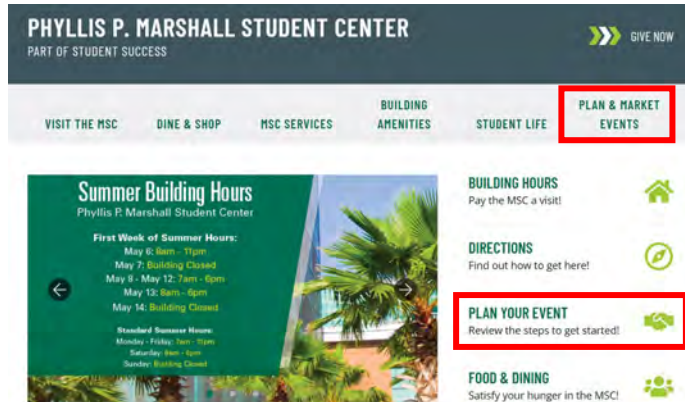 PHYLLIS P. MARSHALL STUDENT CENTER
PART OF STUDENT SUCCESS
GIVE NOW
VISIT THE MSC
DINE & SHOP
MSC SERVICES
BUILDING
AMENITIES
STUDENT LIFE
PLAN & MARKET
EVENTS
Summer Building Hours
Phyllis P. Marshall Student Center
First Week of Summer Hours:
May 6: 8am - 11pm
May 7: Building Closed
May 8 - May 12: 7am - 6pm
May 13: 8am - 6pm
May 14: Building Closed
Standard Summer Hours:
Monday - Friday: 7am - 11pm
Saturday: 8am - 6pm
Sunday: Building Closed
BUILDING HOURS
Pay the MSC a visit!
DIRECTIONS
Find out how to get here!
PLAN YOUR EVENT
Review the steps to get started!
FOOD & DINING
Satisfy your hunger in the MSC!